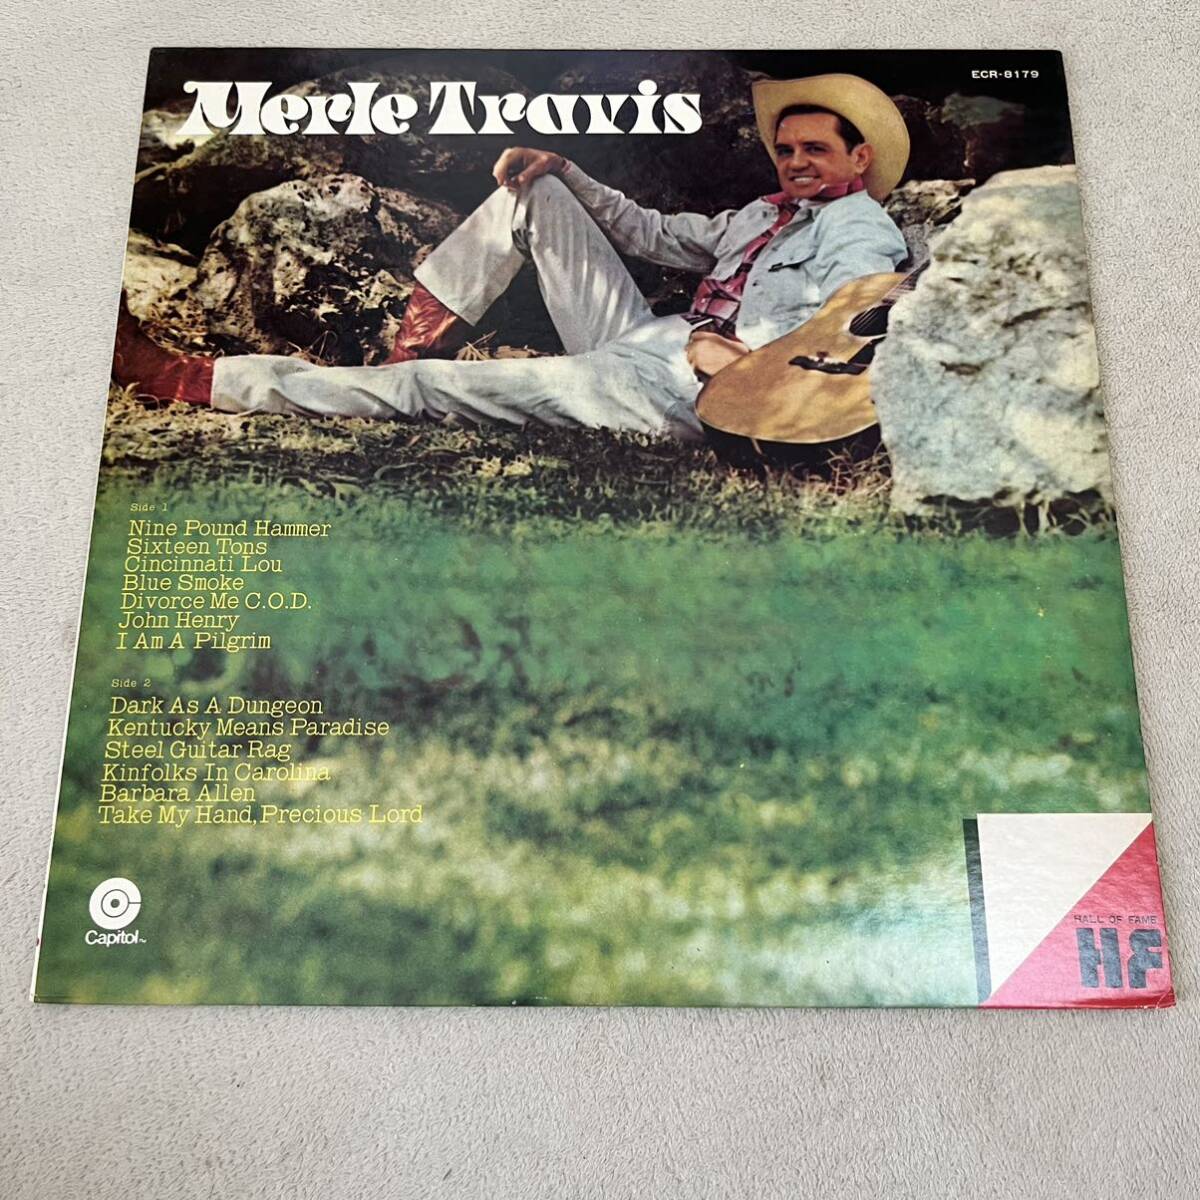 Merle Travis
ECR-8179
Side 1
Nine Pound Hammer
Sixteen Tons
Cincinnati Lou
Blue Smoke
Divorce Me C.O.D.
John Henry
I Am A Pilgrim
Side 2
Dark As A Dungeon
Kentucky Means Paradise
Steel Guitar Rag
Kinfolks In Carolina
Barbara Allen
Take My Hand, Precious Lord
Capitol™
HALL OF FAME
HF